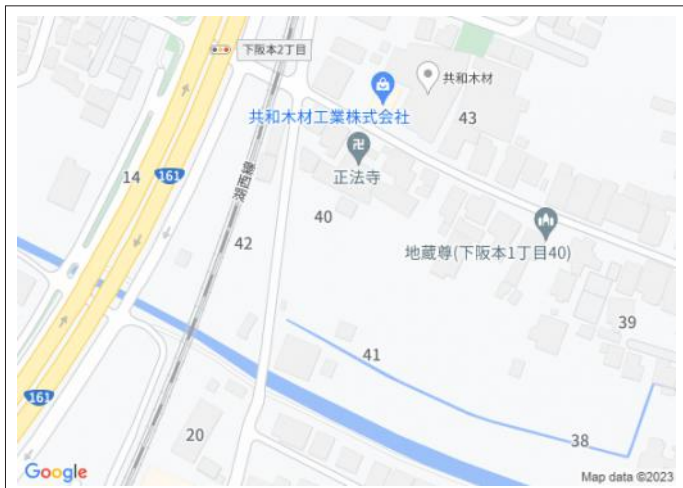 下阪本2丁目
共和木材
共和木材工業株式会社
43
正法寺
湖西線
14
161
40
42
地蔵尊(下阪本1丁目40)
39
41
161
20
38
Google
Map data ©2023